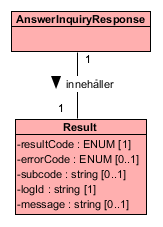 AnswerInquiryResponse
1
innehåller
1
Result
-resultCode : ENUM [1]
-errorCode : ENUM [0..1]
-subcode : string [0..1]
-logId : string [1]
-message : string [0..1]